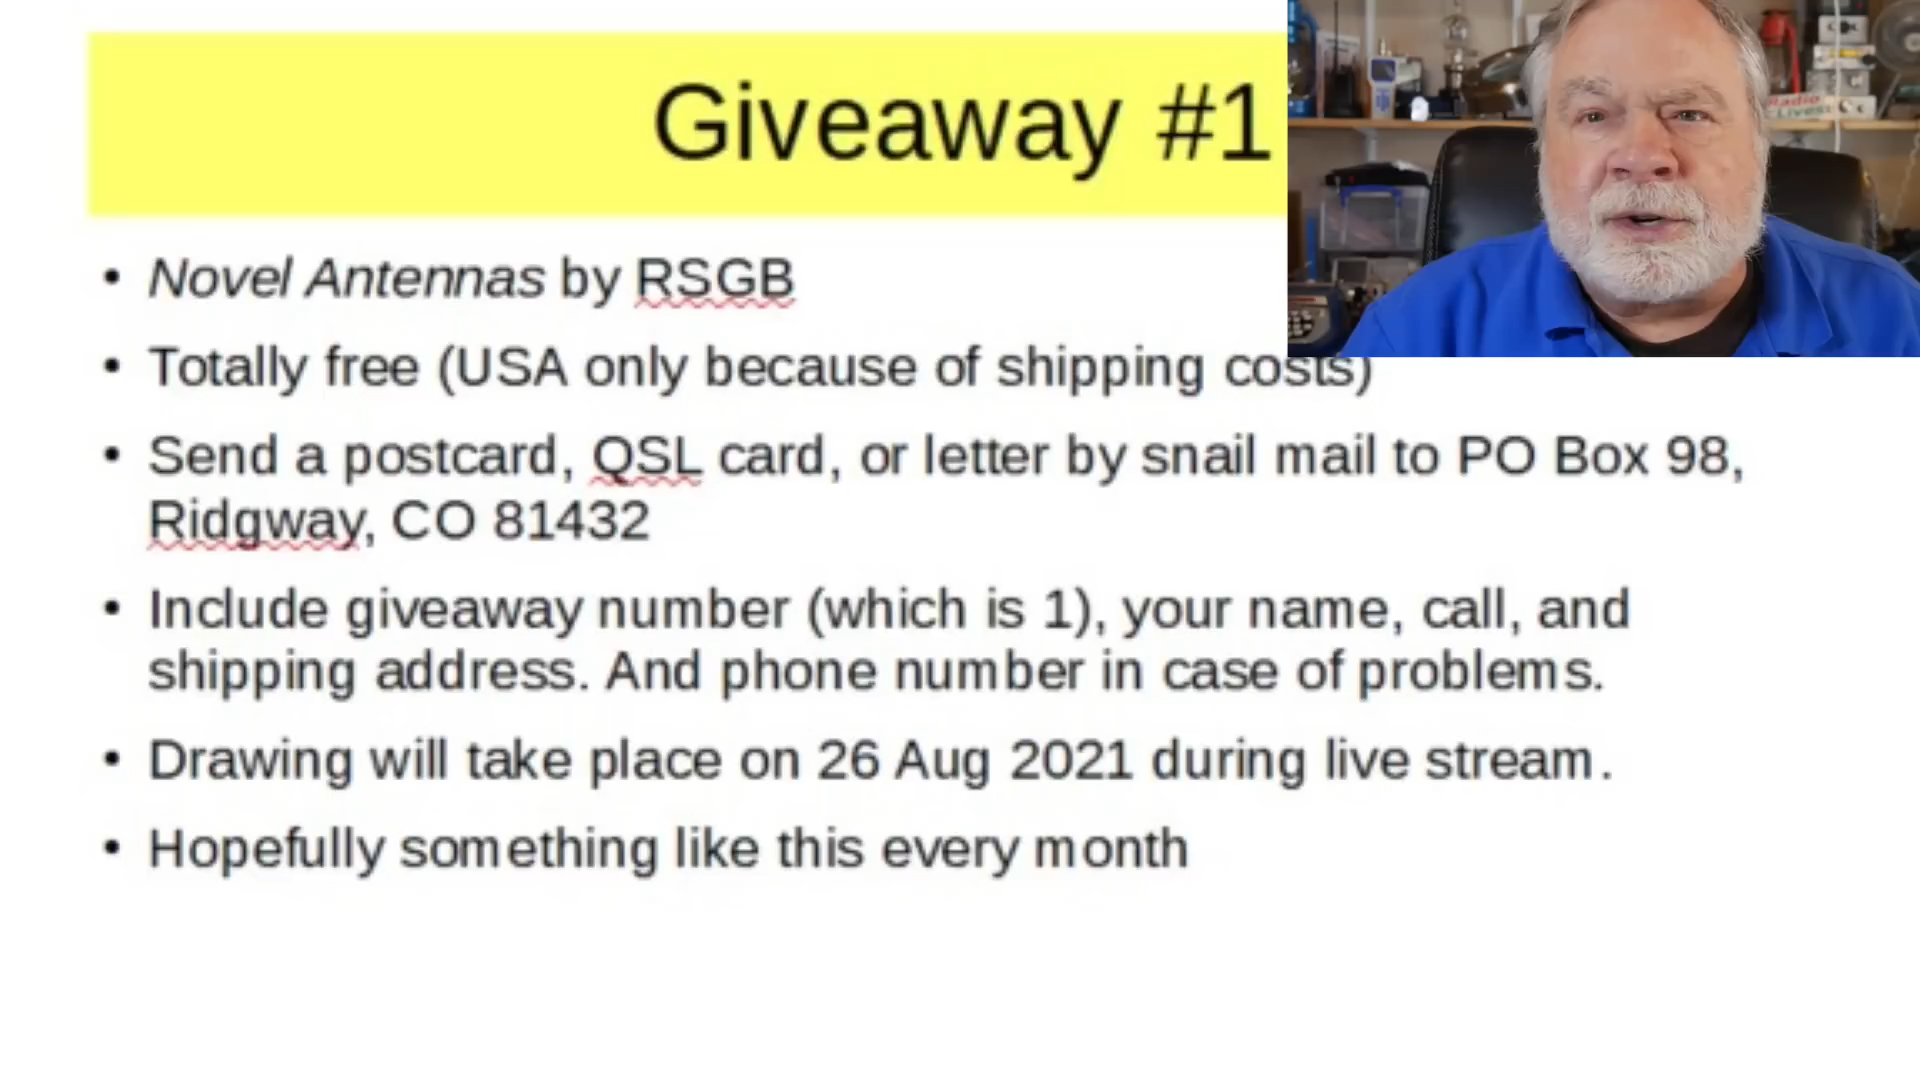 Giveaway #1
• Novel Antennas by RSGB
• Totally free (USA only because of shipping costs)
• Send a postcard, QSL card, or letter by snail mail to PO Box 98,
Ridgway, CO 81432
• Include giveaway number (which is 1), your name, call, and
shipping address. And phone number in case of problems.
• Drawing will take place on 26 Aug 2021 during live stream.
• Hopefully something like this every month
Radio